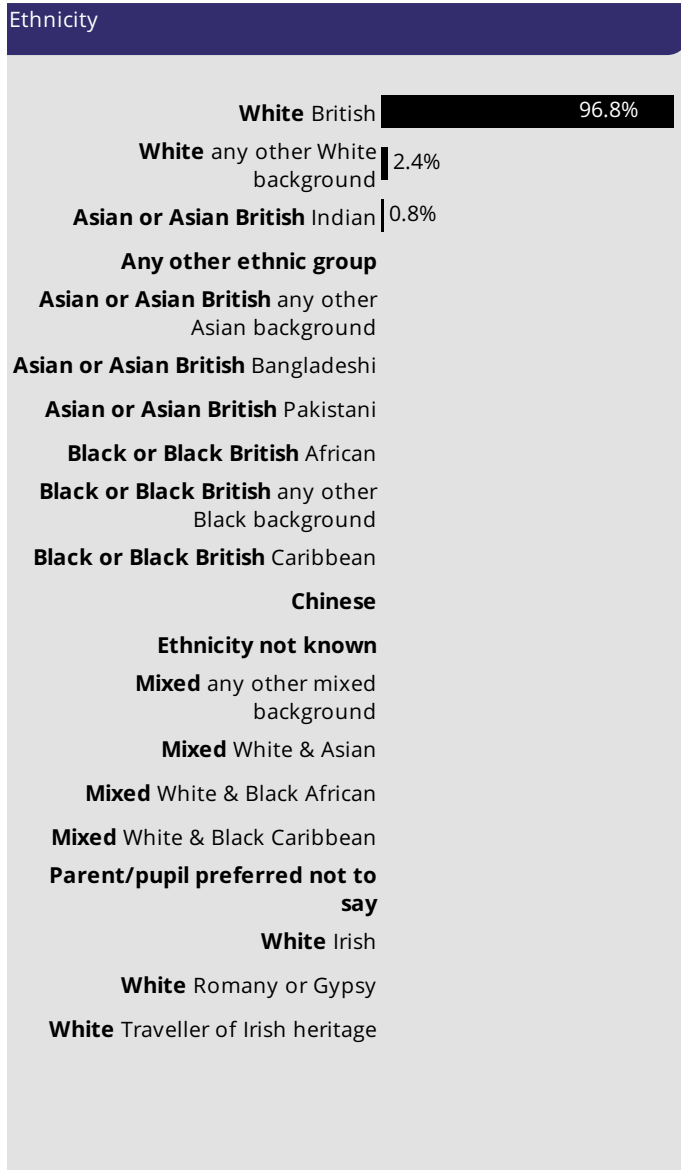 Ethnicity
White British 96.8%
White any other White
background 2.4%
Asian or Asian British Indian 0.8%
Any other ethnic group
Asian or Asian British any other
Asian background
Asian or Asian British Bangladeshi
Asian or Asian British Pakistani
Black or Black British African
Black or Black British any other
Black background
Black or Black British Caribbean
Chinese
Ethnicity not known
Mixed any other mixed
background
Mixed White & Asian
Mixed White & Black African
Mixed White & Black Caribbean
Parent/pupil preferred not to
say
White Irish
White Romany or Gypsy
White Traveller of Irish heritage